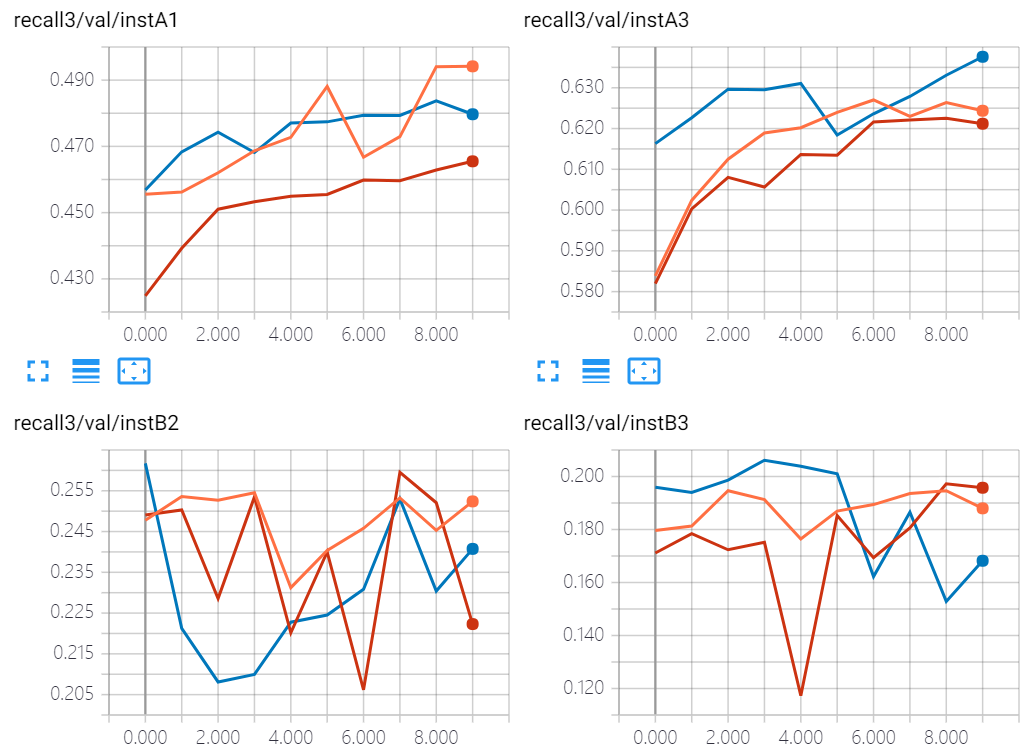 recall3/val/instA1
0.490
0.470
0.450
0.430
0.000 2.000 4.000 6.000 8.000
recall3/val/instA3
0.630
0.620
0.610
0.600
0.590
0.580
0.000 2.000 4.000 6.000 8.000
recall3/val/instB2
0.255
0.245
0.235
0.225
0.215
0.205
0.000 2.000 4.000 6.000 8.000
recall3/val/instB3
0.200
0.180
0.160
0.140
0.120
0.000 2.000 4.000 6.000 8.000